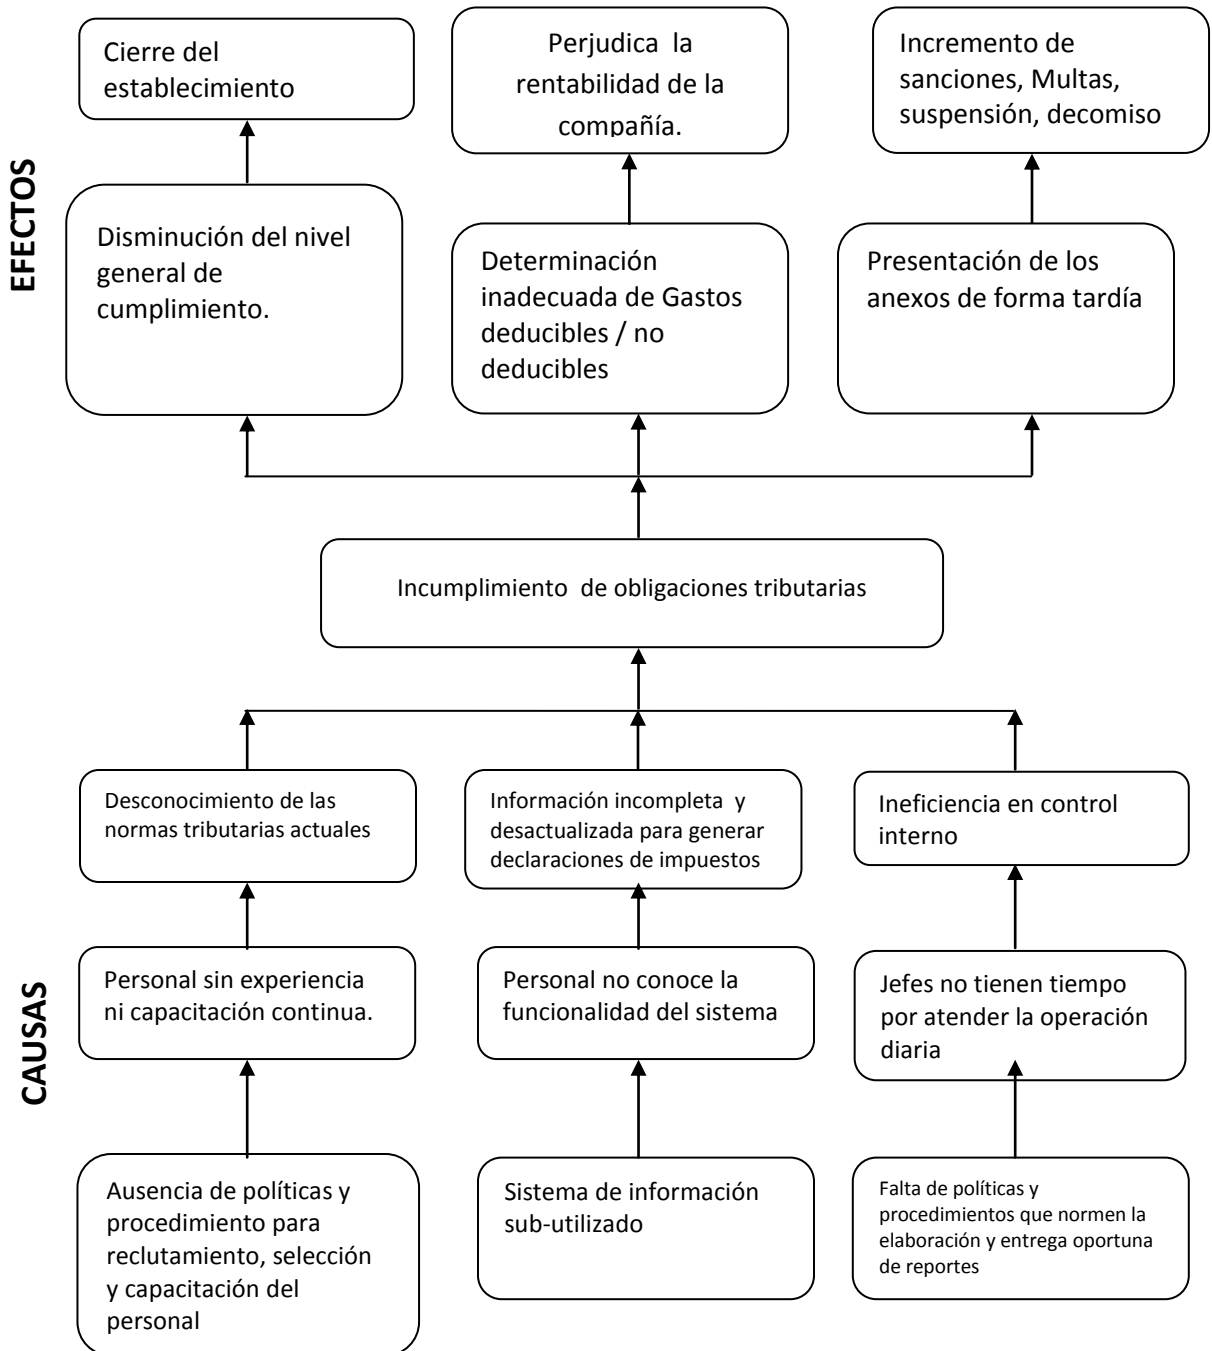 Cierre del
establecimiento
Perjudica la
rentabilidad de la
compañía.
Incremento de
sanciones, Multas,
suspensión, decomiso
EFECTOS
Disminución del nivel
general de
cumplimiento.
Determinación
inadecuada de Gastos
deducibles / no
deducibles
Presentación de los
anexos de forma tardía
Incumplimiento de obligaciones tributarias
Desconocimiento de las
normas tributarias actuales
Información incompleta y
desactualizada para generar
declaraciones de impuestos
Ineficiencia en control
interno
CAUSAS
Personal sin experiencia
ni capacitación continua.
Personal no conoce la
funcionalidad del sistema
Jefes no tienen tiempo
por atender la operación
diaria
Ausencia de políticas y
procedimiento para
reclutamiento, selección
y capacitación del
personal
Sistema de información
sub-utilizado
Falta de políticas y
procedimientos que normen la
elaboración y entrega oportuna
de reportes